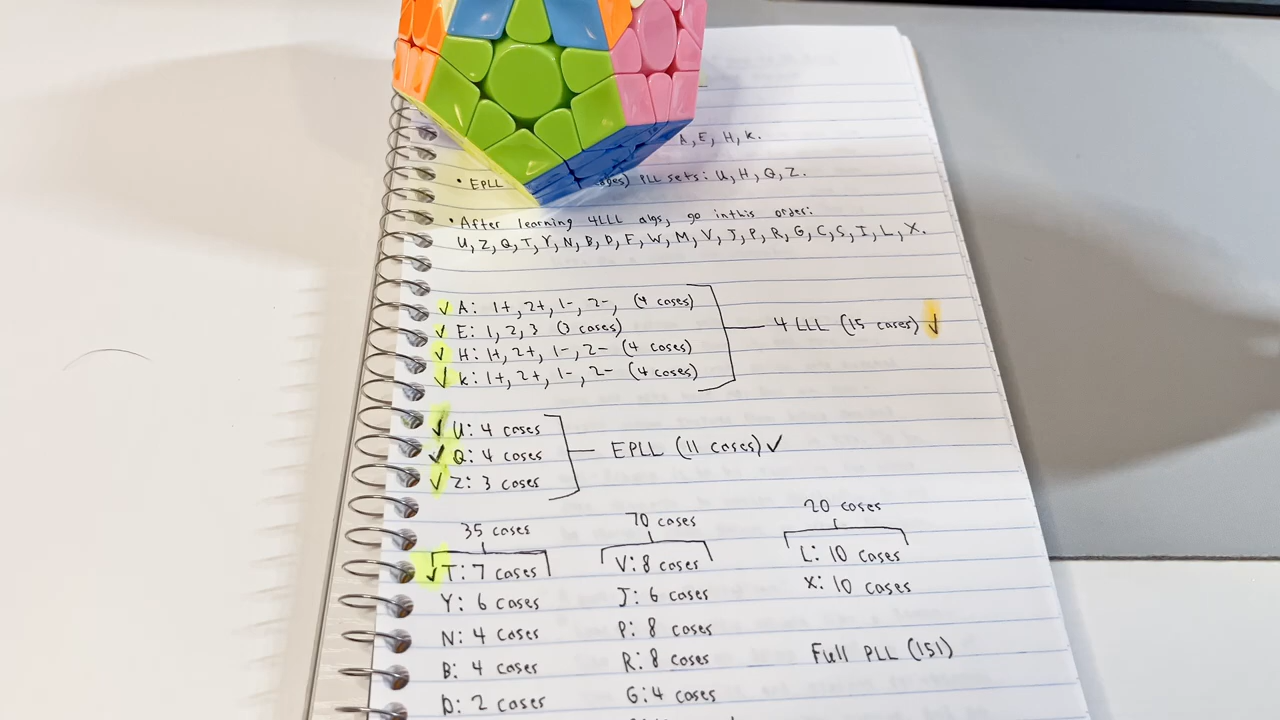 A, E, H, K.
• EPLL PLL sets: U, H, Q, Z.
• After learning 4LLL algs, go in this order:
U, Z, Q, T, Y, N, B, D, F, W, M, V, J, P, R, G, C, S, I, L, X.
✓ A: 1+, 2+, 1-, 2-, (4 cases)
✓ E: 1, 2, 3 (3 cases)
✓ H: 1+, 2+, 1-, 2- (4 cases)
✓ K: 1+, 2+, 1-, 2- (4 cases)
4LLL (15 cases) ✓
✓ U: 4 cases
✓ Q: 4 cases
✓ Z: 3 cases
EPLL (11 cases) ✓
35 cases
✓ T: 7 cases
Y: 6 cases
N: 4 cases
B: 4 cases
D: 2 cases
70 cases
V: 8 cases
J: 6 cases
P: 8 cases
R: 8 cases
G: 4 cases
20 cases
L: 10 cases
X: 10 cases
Full PLL (151)